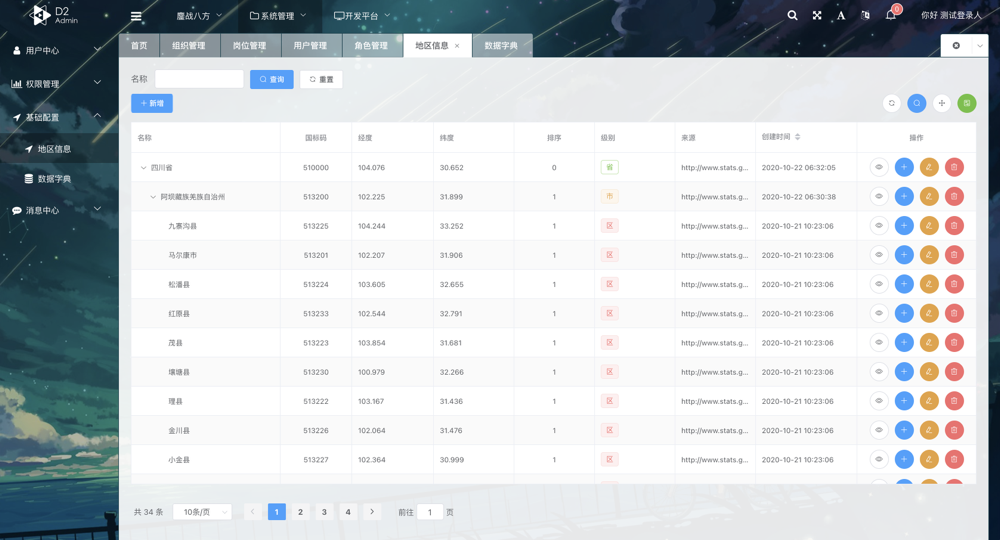 D2
Admin
鏖战八方
系统管理
开发平台
0
你好 测试登录人
用户中心
权限管理
基础配置
地区信息
数据字典
消息中心
首页
组织管理
岗位管理
用户管理
角色管理
地区信息
数据字典
名称
查询
重置
新增
名称 国标码 经度 纬度 排序 级别 来源 创建时间 操作
四川省 510000 104.076 30.652 0 省 http://www.stats.g... 2020-10-22 06:32:05
阿坝藏族羌族自治州 513200 102.225 31.899 1 市 http://www.stats.g... 2020-10-22 06:30:38
九寨沟县 513225 104.244 33.252 1 区 http://www.stats.g... 2020-10-21 10:23:06
马尔康市 513201 102.207 31.906 1 区 http://www.stats.g... 2020-10-21 10:23:06
松潘县 513224 103.605 32.655 1 区 http://www.stats.g... 2020-10-21 10:23:06
红原县 513233 102.544 32.791 1 区 http://www.stats.g... 2020-10-21 10:23:06
茂县 513223 103.854 31.681 1 区 http://www.stats.g... 2020-10-21 10:23:06
壤塘县 513230 100.979 32.266 1 区 http://www.stats.g... 2020-10-21 10:23:06
理县 513222 103.167 31.436 1 区 http://www.stats.g... 2020-10-21 10:23:06
金川县 513226 102.064 31.476 1 区 http://www.stats.g... 2020-10-21 10:23:06
小金县 513227 102.364 30.999 1 区 http://www.stats.g... 2020-10-21 10:23:06
共 34 条 10条/页 1 2 3 4 前往 1 页